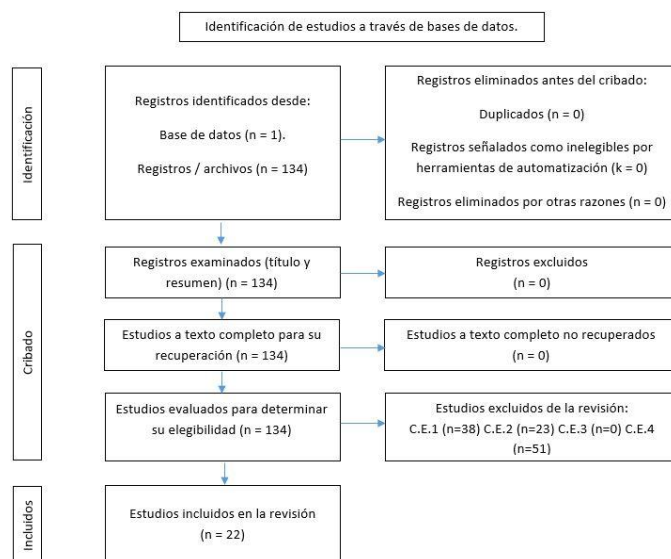 Identificación de estudios a través de bases de datos.
Identificación
Registros identificados desde:
Base de datos (n = 1).
Registros / archivos (n = 134)
Registros eliminados antes del cribado:
Duplicados (n = 0)
Registros señalados como inelegibles por
herramientas de automatización (k = 0)
Registros eliminados por otras razones (n = 0)
Cribado
Registros examinados (título y
resumen) (n = 134)
Registros excluidos
(n = 0)
Estudios a texto completo para su
recuperación (n = 134)
Estudios a texto completo no recuperados
(n = 0)
Estudios evaluados para determinar
su elegibilidad (n = 134)
Estudios excluidos de la revisión:
C.E.1 (n=38) C.E.2 (n=23) C.E.3 (n=0) C.E.4
(n=51)
Incluidos
Estudios incluidos en la revisión
(n = 22)